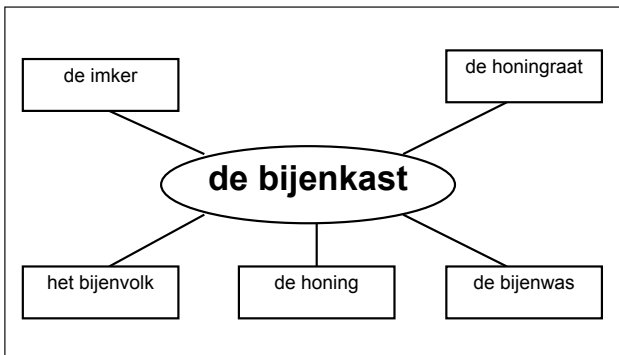 de imker
de honingraat
de bijenkast
het bijenvolk
de honing
de bijenwas